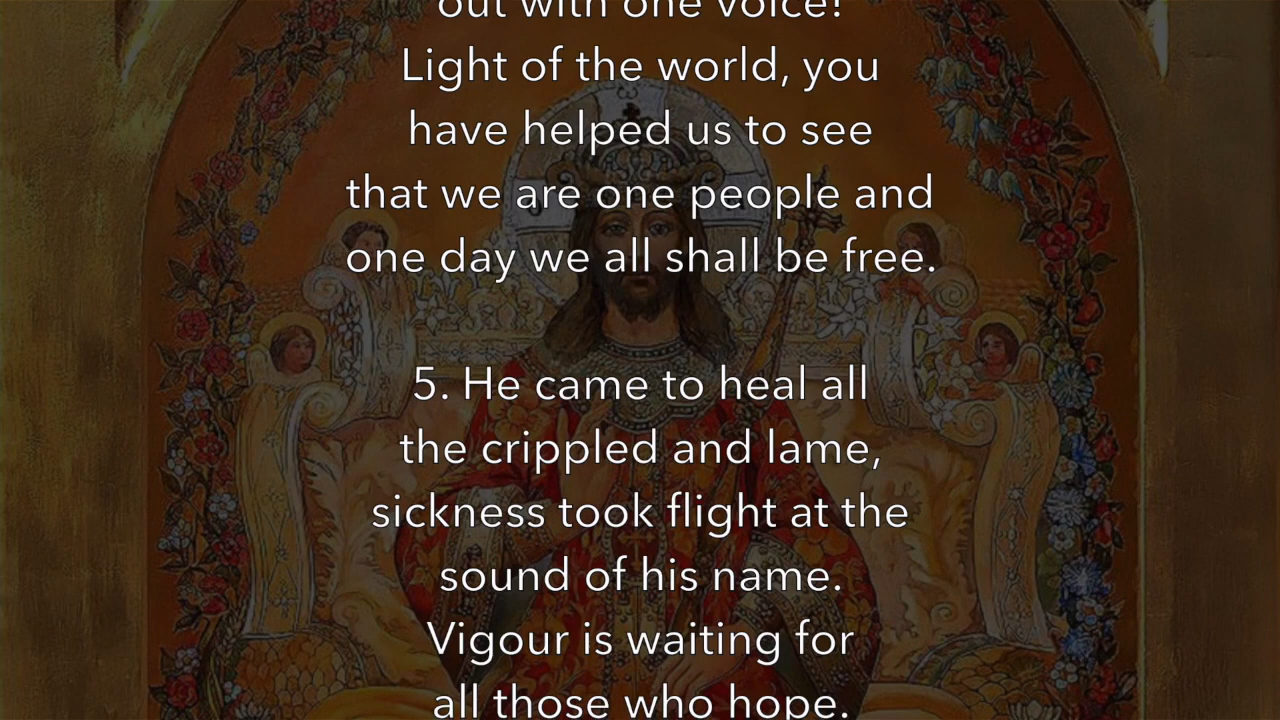 out with one voice!
Light of the world, you
have helped us to see
that we are one people and
one day we all shall be free.
5. He came to heal all
the crippled and lame,
sickness took flight at the
sound of his name.
Vigour is waiting for
all those who hope.